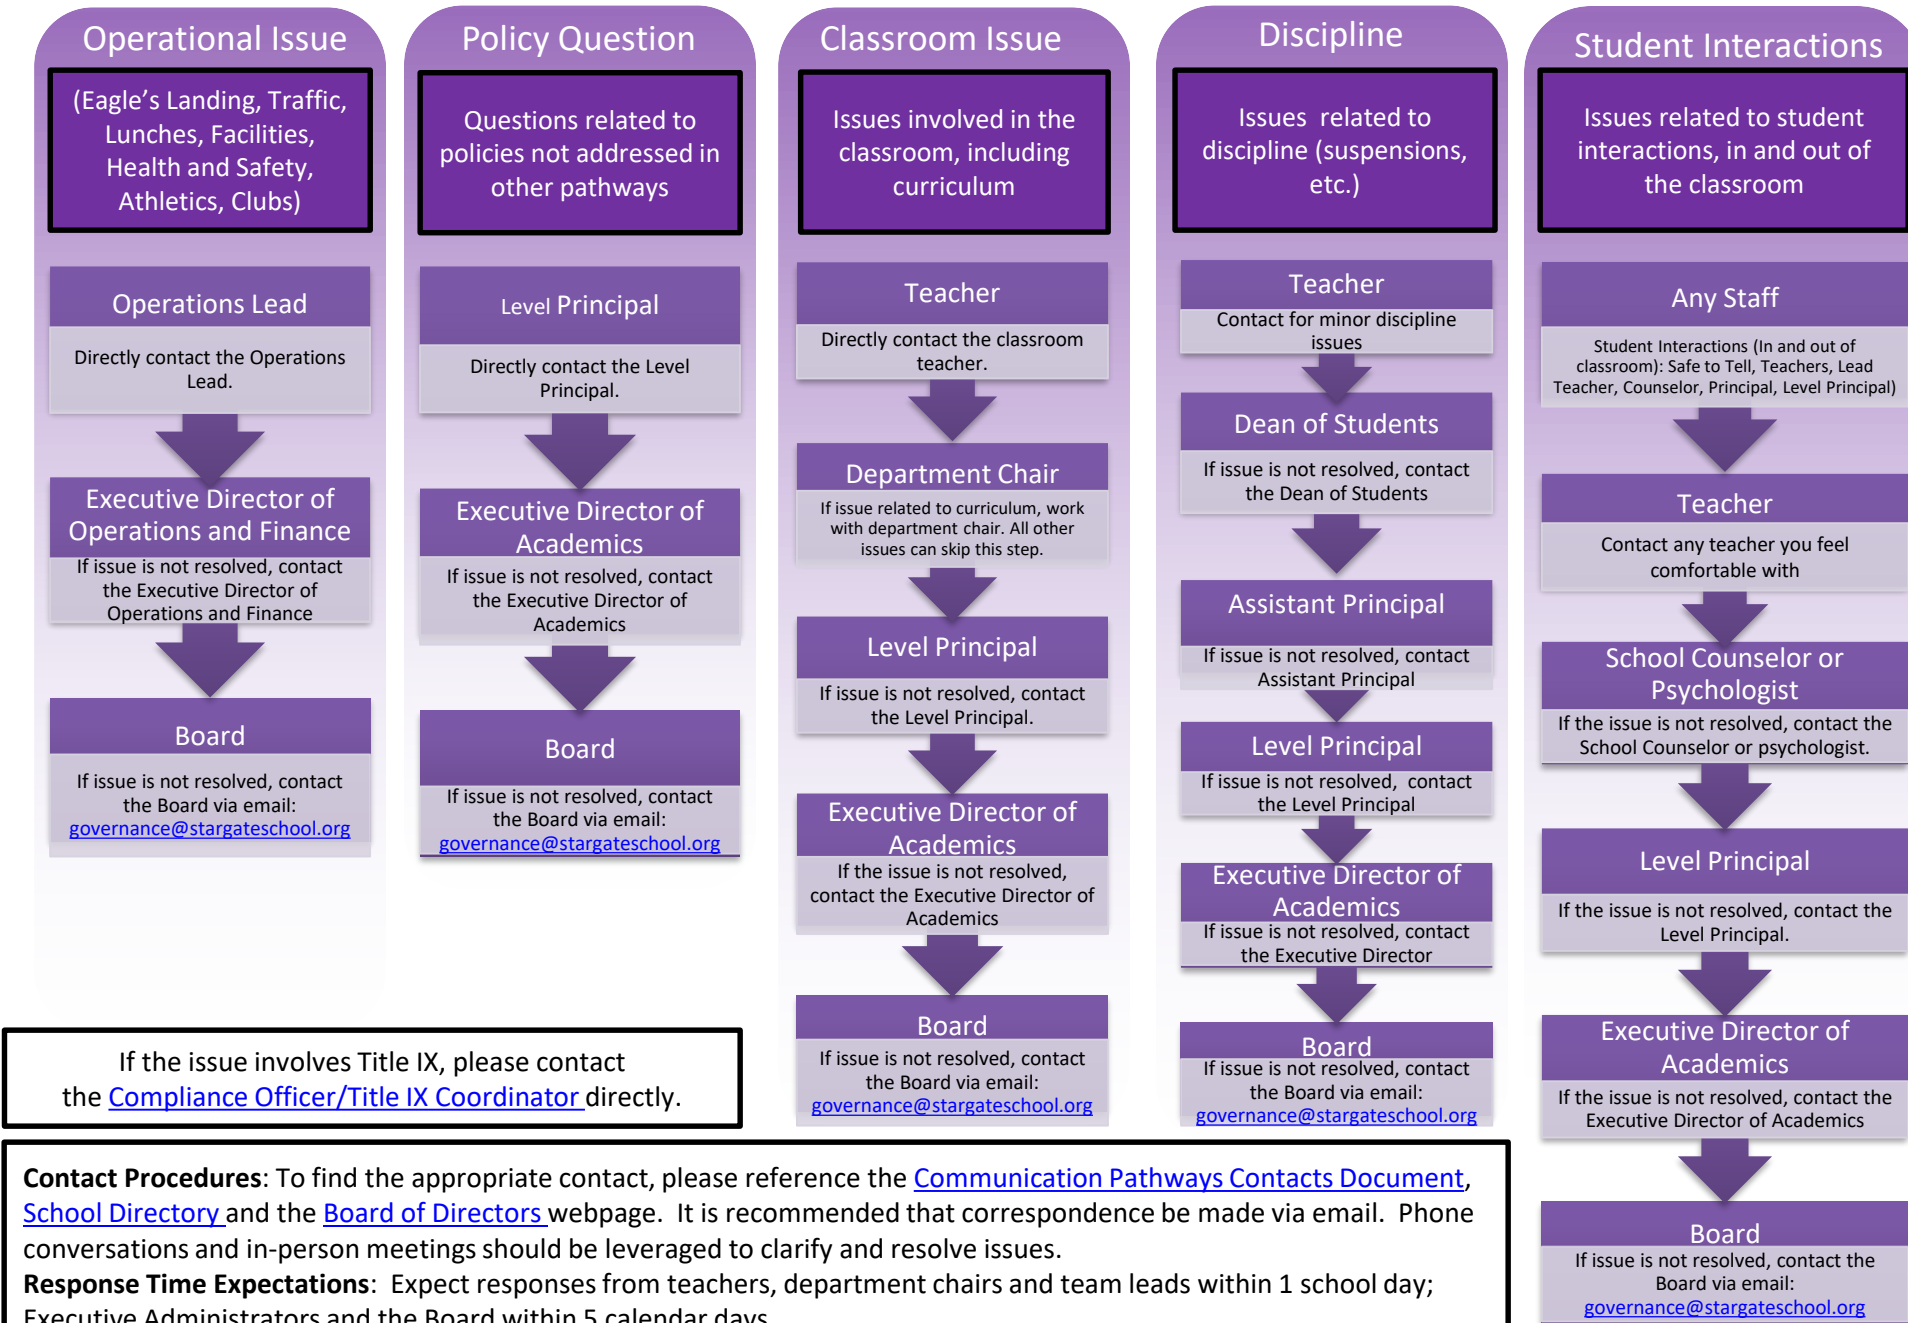 Operational Issue
(Eagle's Landing, Traffic,
Lunches, Facilities,
Health and Safety,
Athletics, Clubs)
Operations Lead
Directly contact the Operations
Lead.
Executive Director of
Operations and Finance
If issue is not resolved, contact
the Executive Director of
Operations and Finance
Board
If issue is not resolved, contact
the Board via email:
governance@stargateschool.org
Policy Question
Questions related to
policies not addressed in
other pathways
Level Principal
Directly contact the Level
Principal.
Executive Director of
Academics
If issue is not resolved, contact
the Executive Director of
Academics
Board
If issue is not resolved, contact
the Board via email:
governance@stargateschool.org
Classroom Issue
Issues involved in the
classroom, including
curriculum
Teacher
Directly contact the classroom
teacher.
Department Chair
If issue related to curriculum, work
with department chair. All other
issues can skip this step.
Level Principal
If issue is not resolved, contact
the Level Principal.
Executive Director of
Academics
If the issue is not resolved,
contact the Executive Director of
Academics
Board
If issue is not resolved, contact
the Board via email:
governance@stargateschool.org
Discipline
Issues related to
discipline (suspensions,
etc.)
Teacher
Contact for minor discipline
issues
Dean of Students
If issue is not resolved, contact
the Dean of Students
Assistant Principal
If issue is not resolved, contact
Assistant Principal
Level Principal
If issue is not resolved, contact
the Level Principal
Executive Director of
Academics
If issue is not resolved, contact
the Executive Director
Board
If issue is not resolved, contact
the Board via email:
governance@stargateschool.org
Student Interactions
Issues related to student
interactions, in and out of
the classroom
Any Staff
Student Interactions (In and out of
classroom): Safe to Tell, Teachers, Lead
Teacher, Counselor, Principal, Level Principal)
Teacher
Contact any teacher you feel
comfortable with
School Counselor or
Psychologist
If the issue is not resolved, contact the
School Counselor or psychologist.
Level Principal
If the issue is not resolved, contact the
Level Principal.
Executive Director of
Academics
If the issue is not resolved, contact the
Executive Director of Academics
Board
If issue is not resolved, contact the
Board via email:
governance@stargateschool.org
If the issue involves Title IX, please contact
the Compliance Officer/Title IX Coordinator directly.
Contact Procedures: To find the appropriate contact, please reference the Communication Pathways Contacts Document,
School Directory and the Board of Directors webpage. It is recommended that correspondence be made via email. Phone
conversations and in-person meetings should be leveraged to clarify and resolve issues.
Response Time Expectations: Expect responses from teachers, department chairs and team leads within 1 school day;
Executive Administrators and the Board within 5 calendar days